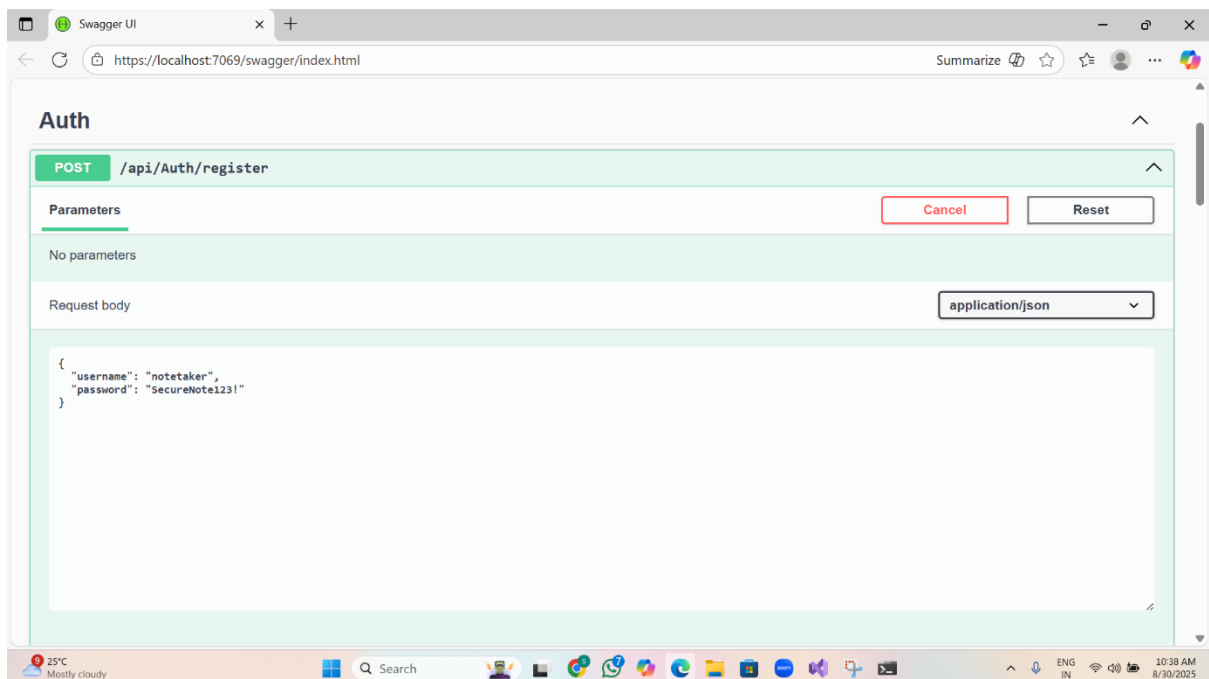 Swagger UI
https://localhost:7069/swagger/index.html
Summarize
Auth
POST /api/Auth/register
Parameters
Cancel
Reset
No parameters
Request body
application/json
{
"username": "notetaker",
"password": "SecureNote123!"
}
9
25°C
Mostly cloudy
Search
zoom
ENG
IN
10:38 AM
8/30/2025